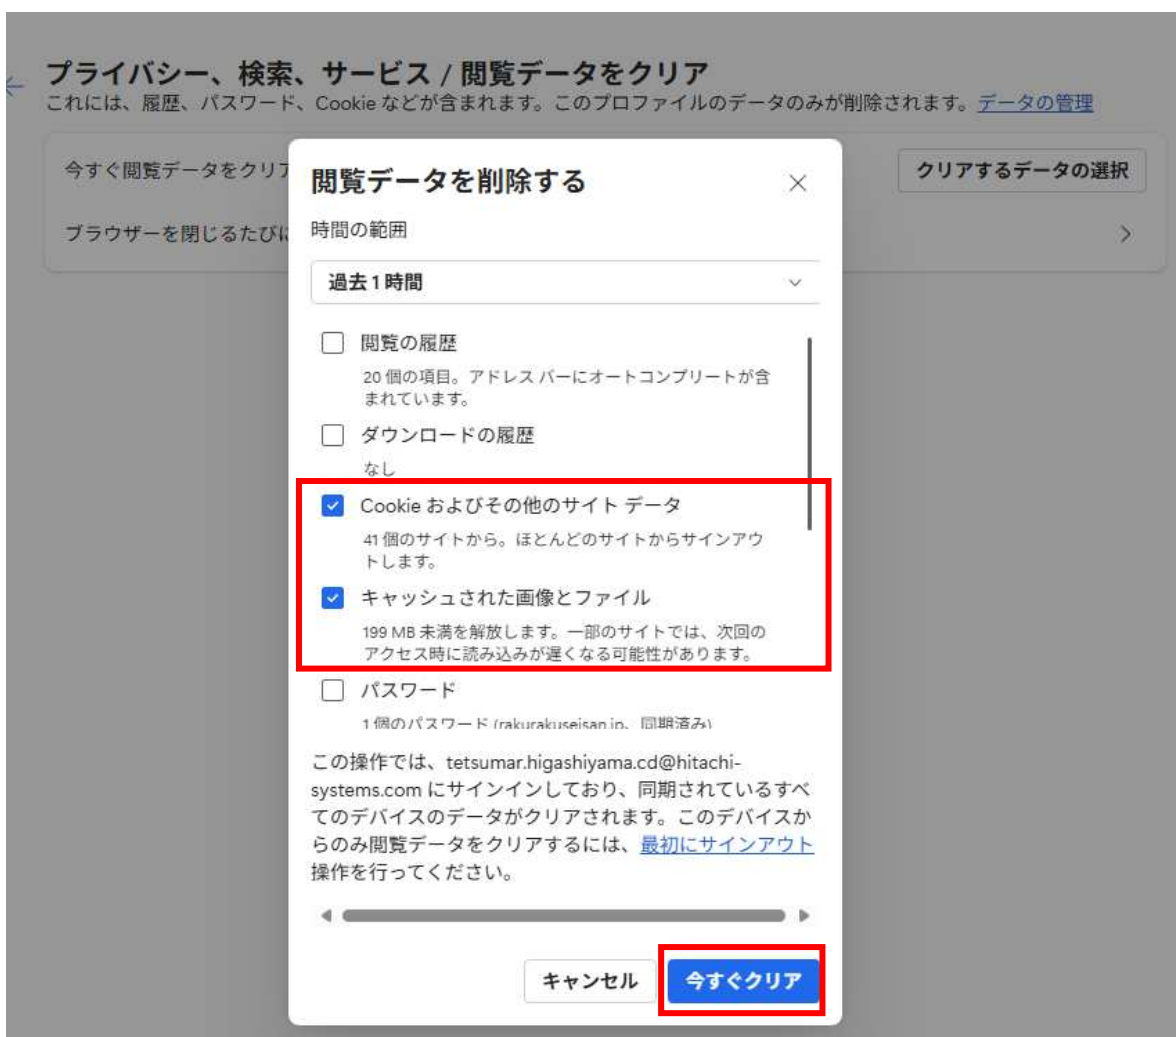 プライバシー、検索、サービス / 閲覧データをクリア
これには、履歴、パスワード、Cookie などが含まれます。このプロファイルのデータのみが削除されます。データの管理
今すぐ閲覧データをクリア
クリアするデータの選択
ブラウザーを閉じるたびに
閲覧データを削除する
時間の範囲
過去 1 時間
閲覧の履歴
20 個の項目。アドレス バーにオートコンプリートが含
まれています。
ダウンロードの履歴
なし
Cookie およびその他のサイト データ
41 個のサイトから。ほとんどのサイトからサインアウ
トします。
キャッシュされた画像とファイル
199 MB 未満を解放します。一部のサイトでは、次回の
アクセス時に読み込みが遅くなる可能性があります。
パスワード
1 個のパスワード (rakurakuseisan.jp、同期済み)
この操作では、tetsumar.higashiyama.cd@hitachi-
systems.com にサインインしており、同期されているすべ
てのデバイスのデータがクリアされます。このデバイスか
らのみ閲覧データをクリアするには、最初にサインアウト
操作を行ってください。
キャンセル
今すぐクリア